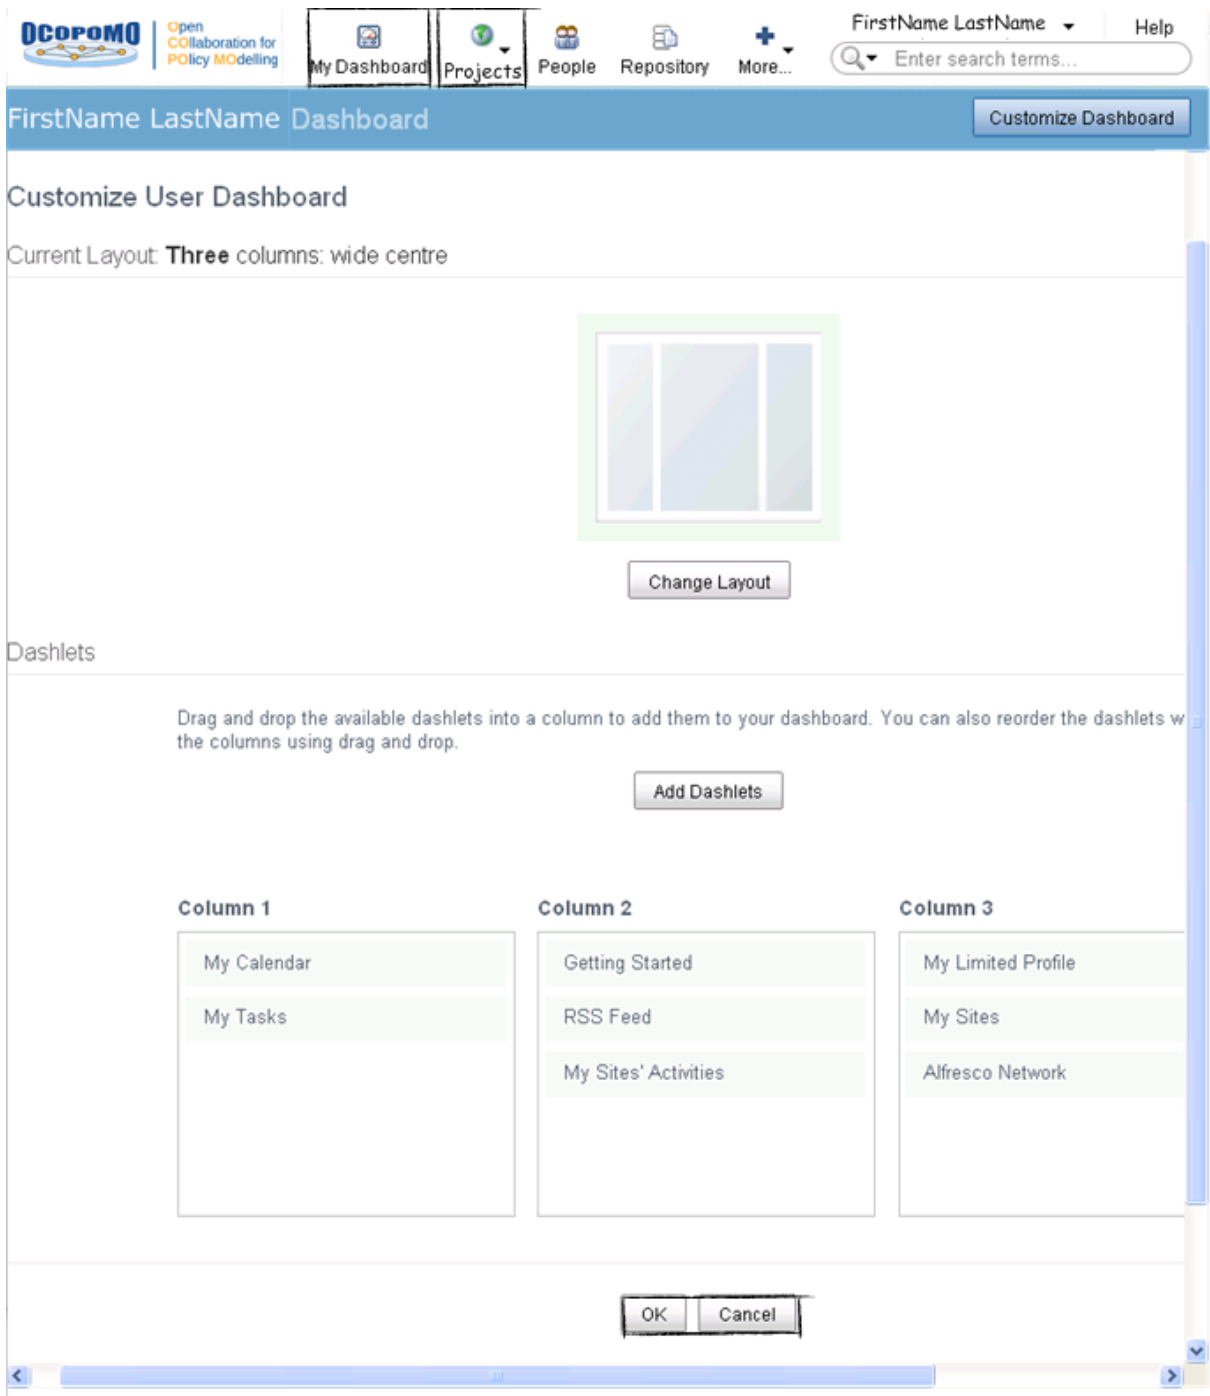 OCOPOMO
Open
COllaboration for
POlicy MOdelling
My Dashboard
Projects
People
Repository
More...
FirstName LastName
Help
Enter search terms...
FirstName LastName Dashboard
Customize Dashboard
Customize User Dashboard
Current Layout: Three columns: wide centre
Change Layout
Dashlets
Drag and drop the available dashlets into a column to add them to your dashboard. You can also reorder the dashlets w
the columns using drag and drop.
Add Dashlets
Column 1
My Calendar
My Tasks
Column 2
Getting Started
RSS Feed
My Sites' Activities
Column 3
My Limited Profile
My Sites
Alfresco Network
OK
Cancel